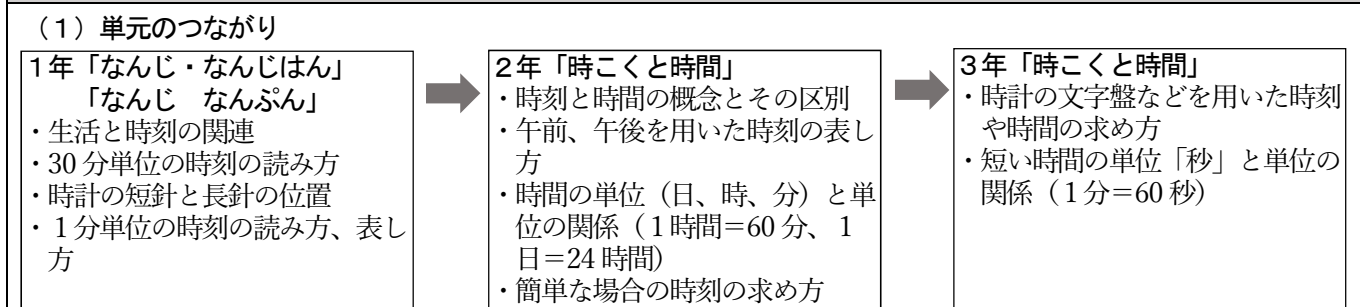 （１）単元のつながり
１年「なんじ・なんじはん」
「なんじ　なんぷん」
・生活と時刻の関連
・30 分単位の時刻の読み方
・時計の短針と長針の位置
・１分単位の時刻の読み方、表し
方
２年「時こくと時間」
・時刻と時間の概念とその区別
・午前、午後を用いた時刻の表し
方
・時間の単位（日、時、分）と単
位の関係（１時間＝60 分、１
日＝24 時間）
・簡単な場合の時刻の求め方
３年「時こくと時間」
・時計の文字盤などを用いた時刻
や時間の求め方
・短い時間の単位「秒」と単位の
関係（１分＝60 秒）